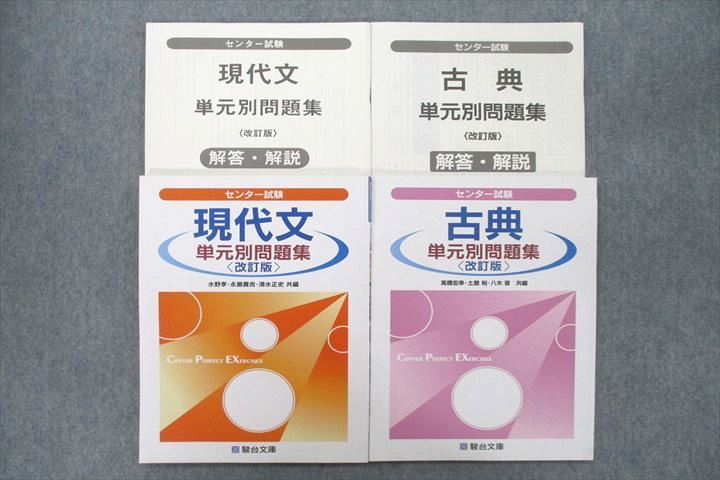 センター試験
現代文
単元別問題集
〈改訂版〉
解答・解説
センター試験
古 典
単元別問題集
〈改訂版〉
解答・解説
センター試験
現代文
単元別問題集
〈改訂版〉
水野孝・永島貴吉・清水正史 共編
CENTER PERFECT EXERCISES
駿台文庫
センター試験
古典
単元別問題集
〈改訂版〉
高橋宏幸・土屋 裕・八木 督 共編
CENTER PERFECT EXERCISES
駿台文庫